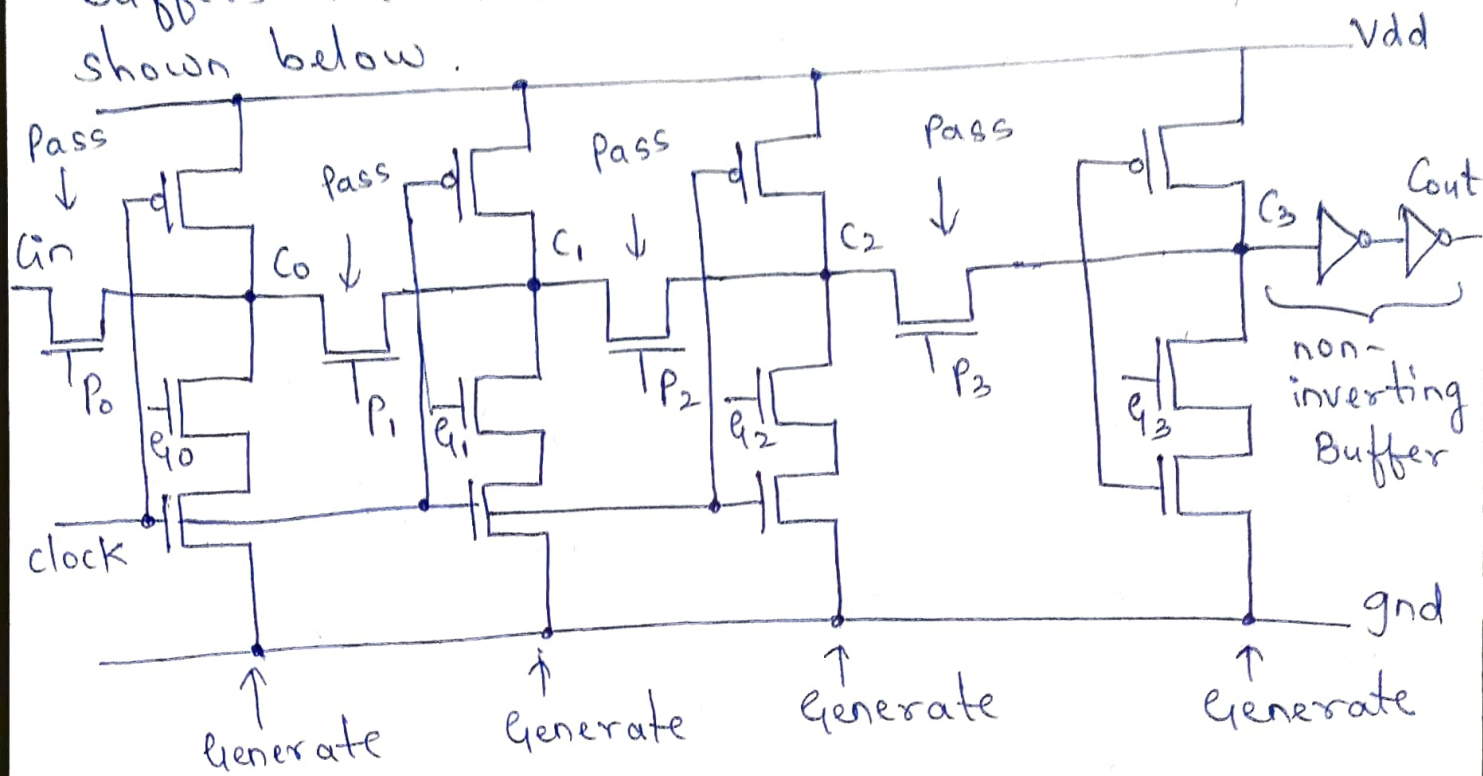 shown below.
Vdd
Pass
Pass
Pass
Pass
Cin
C0
C1
C2
C3
Cout
P0
P1
P2
P3
G0
G1
G2
G3
non-
inverting
Buffer
clock
gnd
Generate
Generate
Generate
Generate